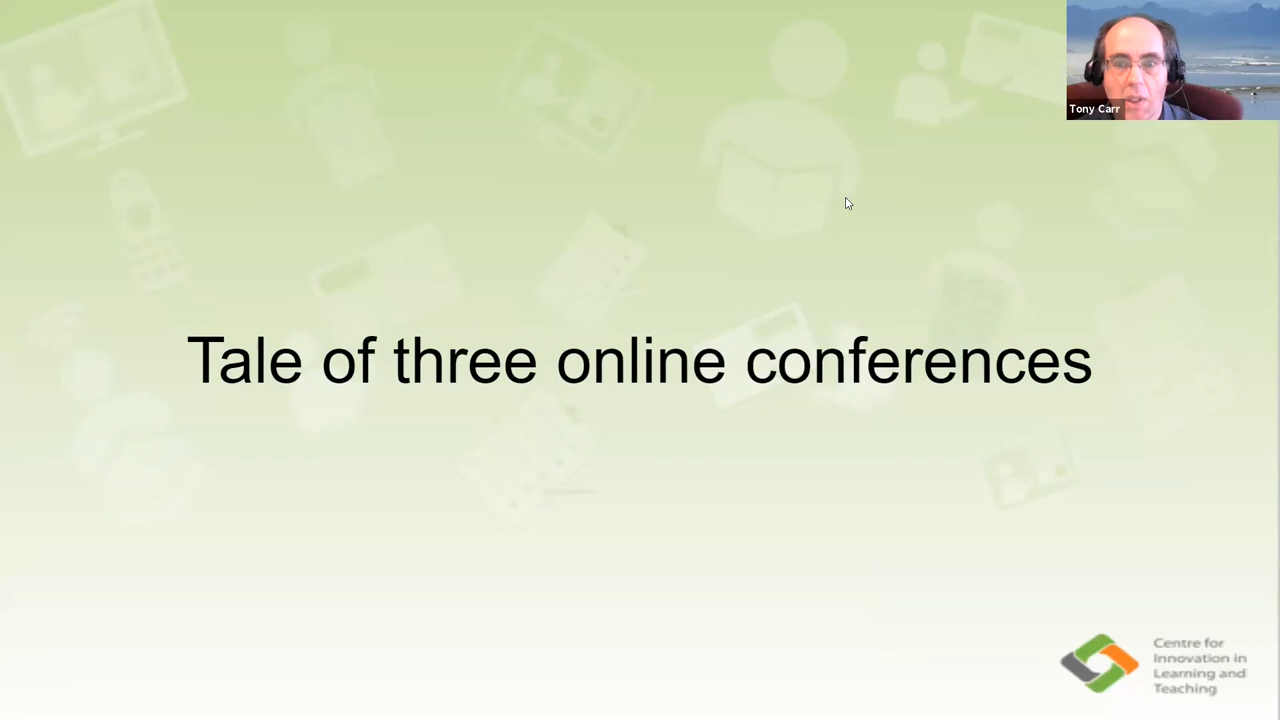 Tony Carr
Tale of three online conferences
Centre for
Innovation in
Learning and
Teaching